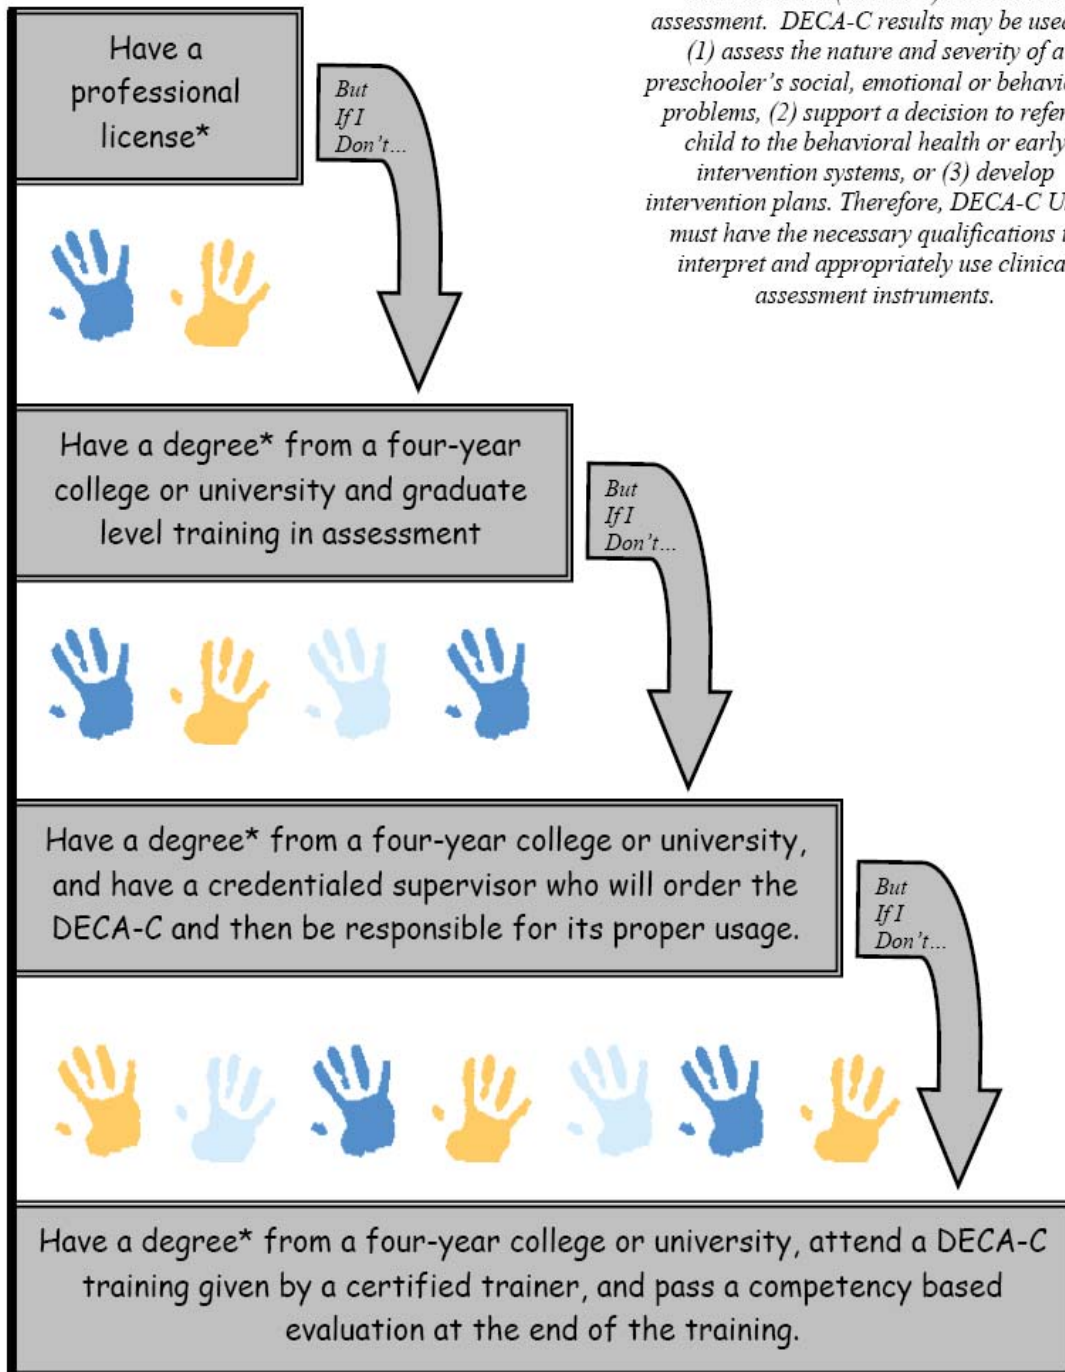 assessment. DECA-C results may be used
(1) assess the nature and severity of a
preschooler's social, emotional or
problems, (2) support a decision to refer
child to the behavioral health or early
intervention systems, or (3) develop
intervention plans. Therefore, DECA-C
must have the necessary qualifications
interpret and appropriately use
assessment instruments.
Have a
professional
license*
But
If I
Don't...
Have a degree* from a four-year
college or university and graduate
level training in assessment
But
If I
Don't...
Have a degree* from a four-year college or university,
and have a credentialed supervisor who will order the
DECA-C and then be responsible for its proper usage.
But
If I
Don't...
Have a degree* from a four-year college or university, attend a DECA-C
training given by a certified trainer, and pass a competency based
evaluation at the end of the training.